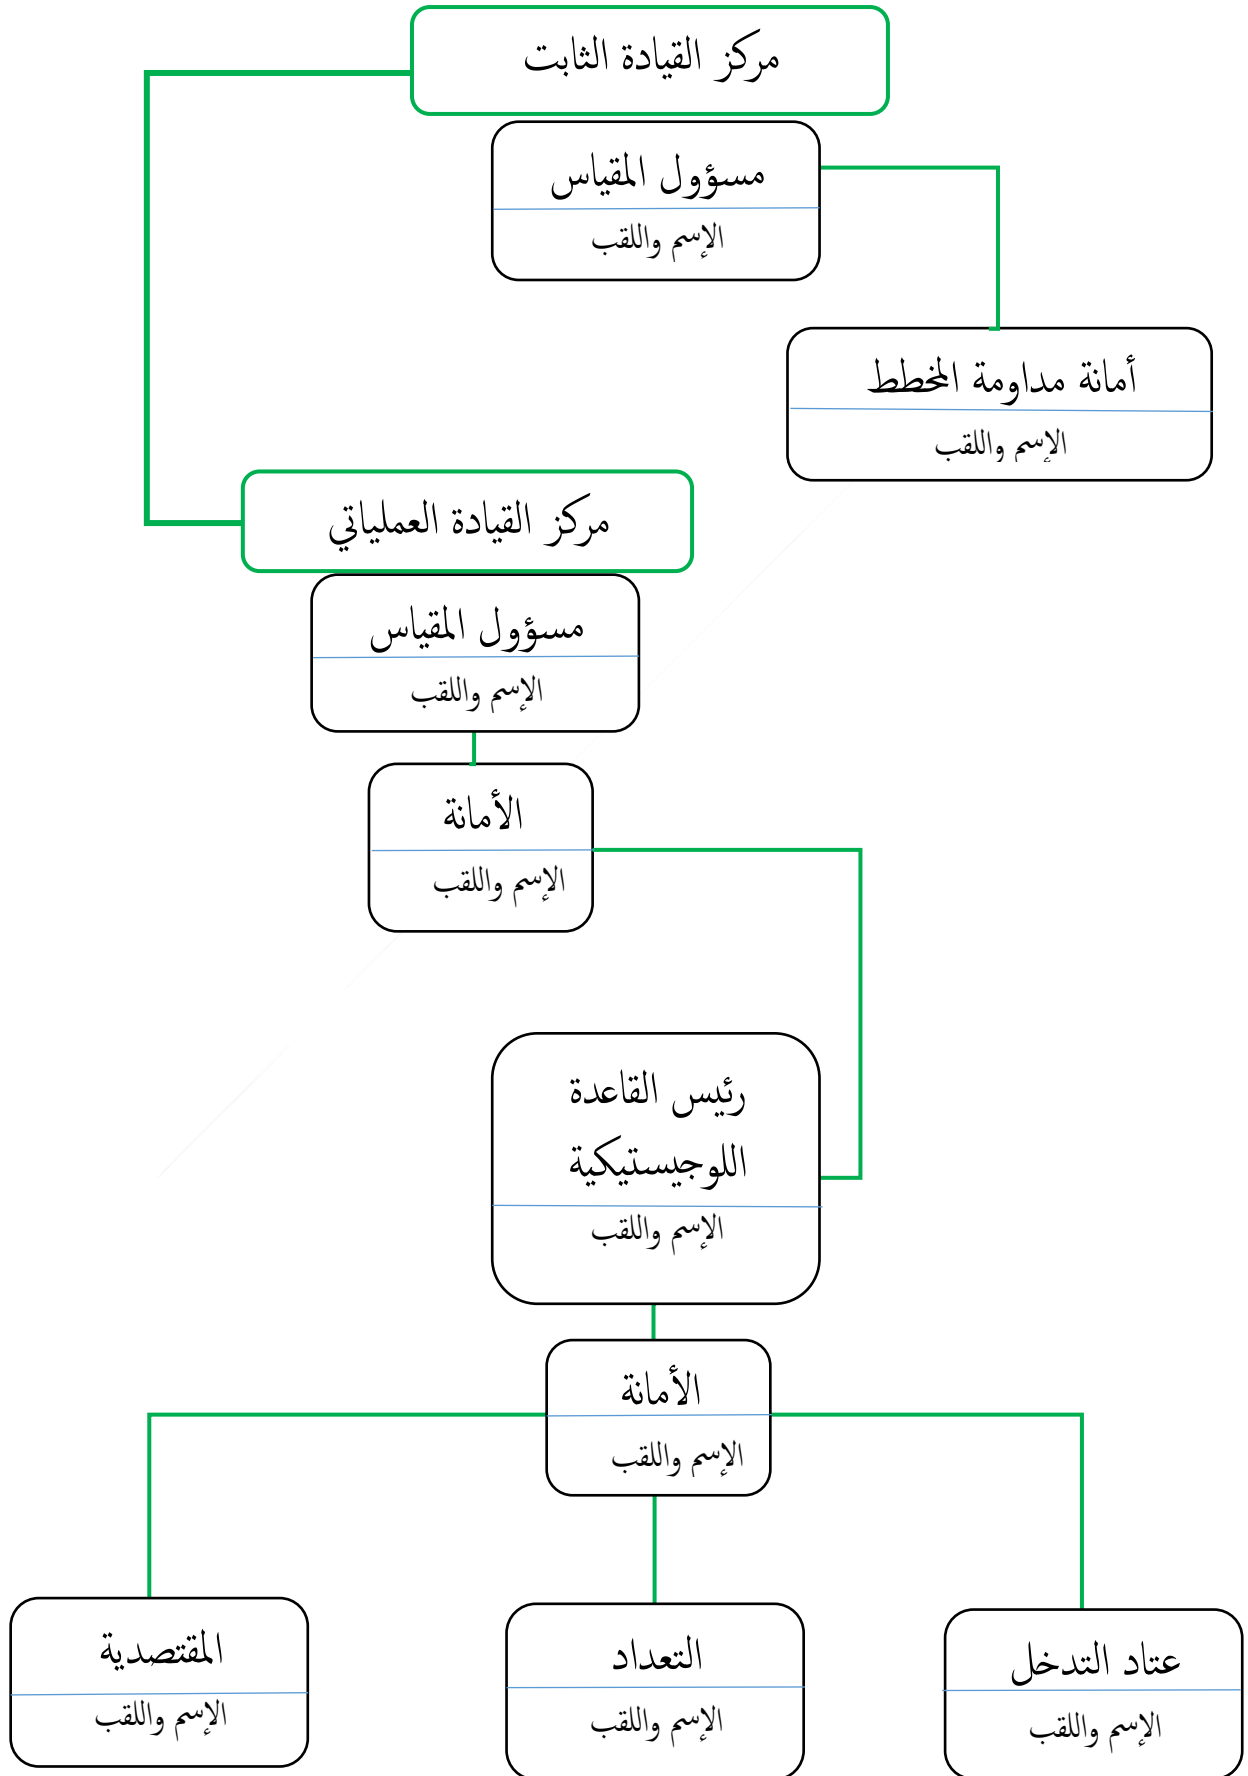 مركز القيادة الثابت
مسؤول المقياس
الإسم واللقب
أمانة مداومة المخطط
الإسم واللقب
مركز القيادة العملياتي
مسؤول المقياس
الإسم واللقب
الأمانة
الإسم واللقب
رئيس القاعدة
اللوجيستيكية
الإسم واللقب
الأمانة
الإسم واللقب
عتاد التدخل
الإسم واللقب
التعداد
الإسم واللقب
المقتصدية
الإسم واللقب